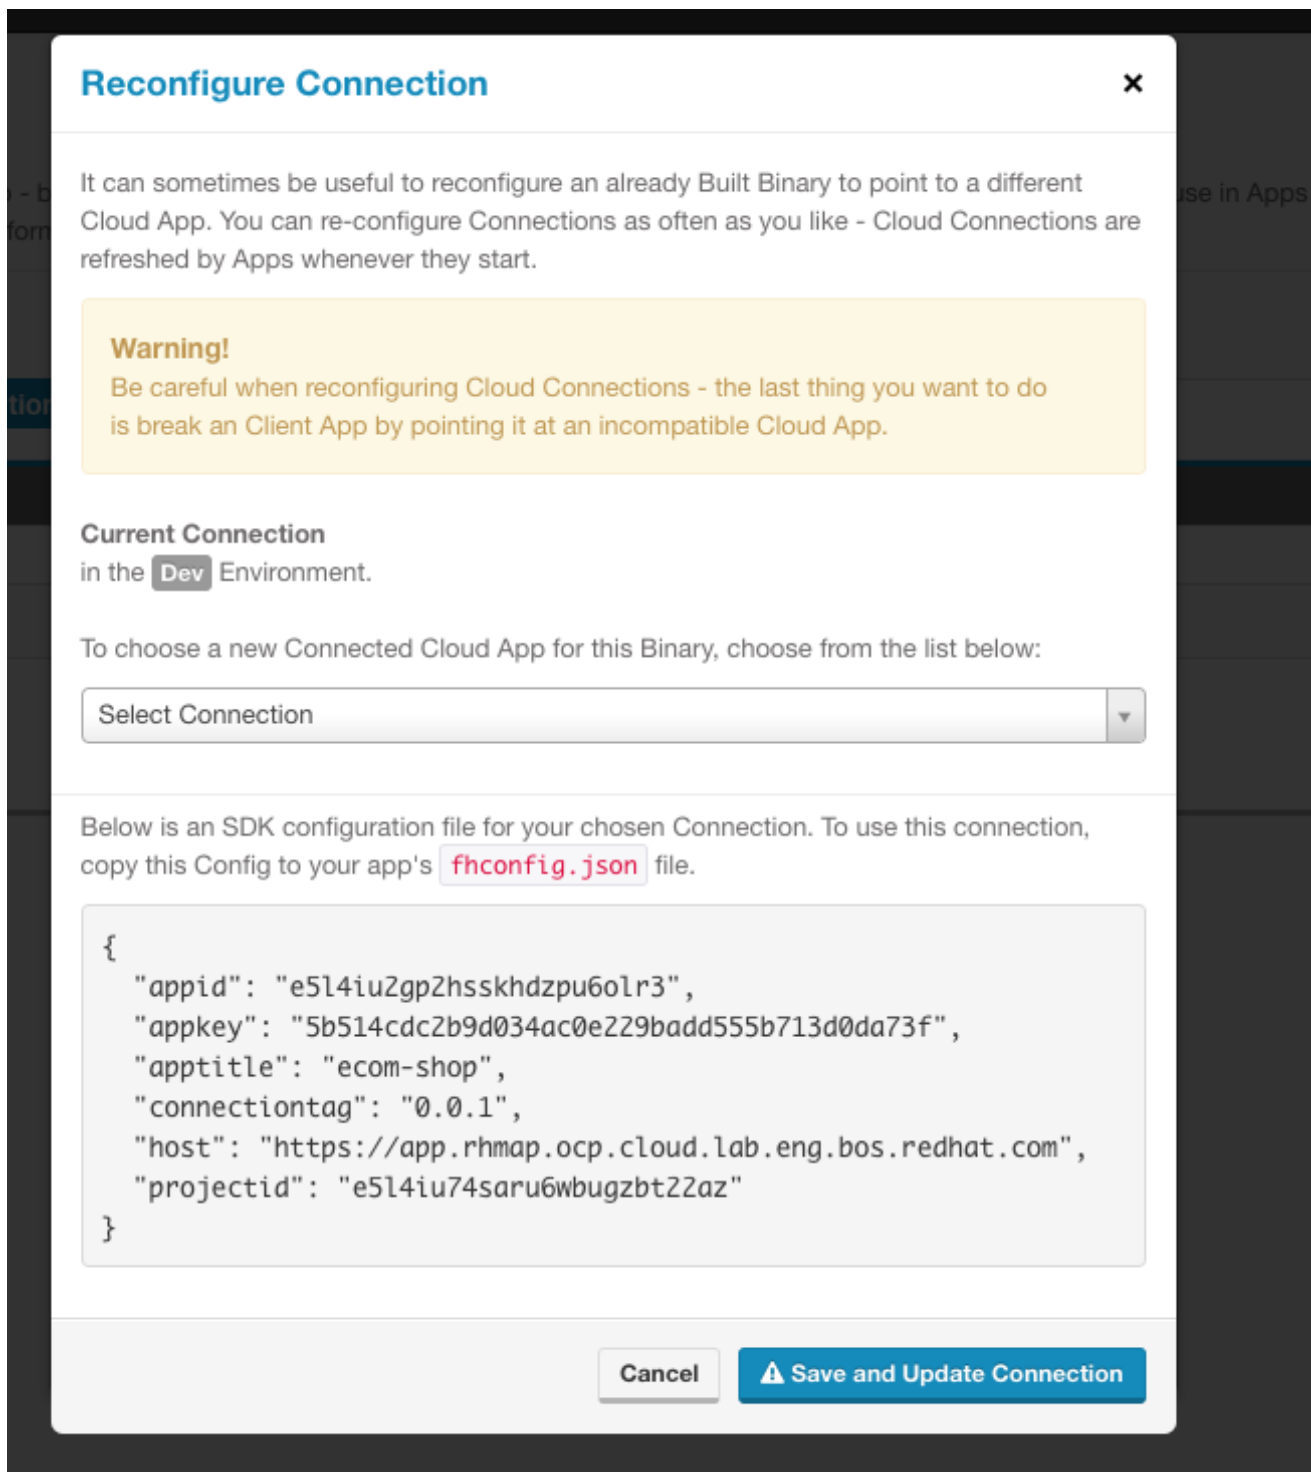 Reconfigure Connection
It can sometimes be useful to reconfigure an already Built Binary to point to a different
Cloud App. You can re-configure Connections as often as you like - Cloud Connections are
refreshed by Apps whenever they start.
- b
use in Apps
form
Warning!
Be careful when reconfiguring Cloud Connections - the last thing you want to do
is break an Client App by pointing it at an incompatible Cloud App.
tion
Current Connection
in the Dev Environment.
To choose a new Connected Cloud App for this Binary, choose from the list below:
Select Connection
Below is an SDK configuration file for your chosen Connection. To use this connection,
copy this Config to your app's fhconfig.json file.
{
"appid": "e5l4iu2gp2hsskhdzpu6olr3",
"appkey": "5b514cdc2b9d034ac0e229badd555b713d0da73f",
"apptitle": "ecom-shop",
"connectiontag": "0.0.1",
"host": "https://app.rhmap.ocp.cloud.lab.eng.bos.redhat.com",
"projectid": "e5l4iu74saru6wbugzbt22az"
}
Cancel
Save and Update Connection